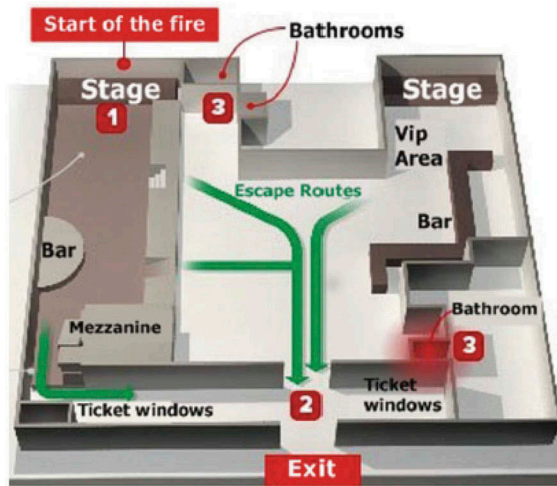 Start of the fire
Bathrooms
Stage
1
3
Stage
Vip
Area
Escape Routes
Bar
Bar
Mezzanine
Bathroom
3
Ticket windows
2
Ticket
windows
Exit